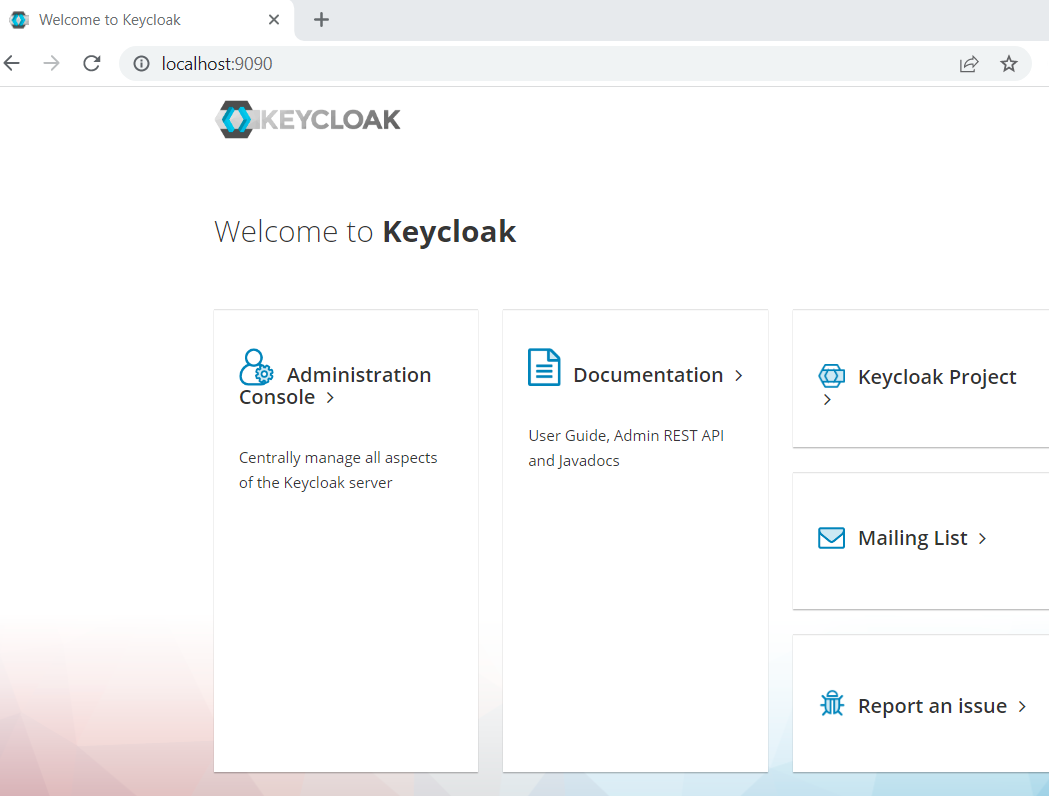 Welcome to Keycloak
localhost:9090
KEYCLOAK
Welcome to Keycloak
Administration
Console
Centrally manage all aspects
of the Keycloak server
Documentation
User Guide, Admin REST API
and Javadocs
Keycloak Project
Mailing List
Report an issue